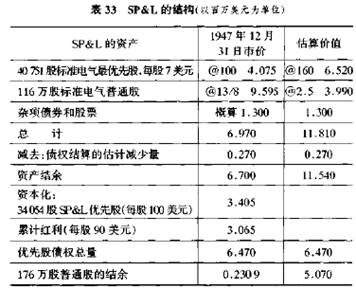 表 33 SP&L 的结构(以百万美元为单位)
SP&L 的资产 1947 年 12 月 31 日市价 估算价值
40 751 股标准电气最优先股,每股 7 美元 @100 4.075 @160 6.520
116 万股标准电气普通股 @13/8 9.595 @2.5 3.990
杂项债券和股票 概算 1.300 1.300
总 计 6.970 11.810
减去:债权结算的估计减少量 0.270 0.270
资产结余 6.700 11.540
资本化:
34 054 股 SP&L 优先股(每股 100 美元) 3.405
累计红利(每股 90 美元) 3.065
优先股债权总量 6.470 6.470
176 万股普通股的结余 0.230 9 5.070